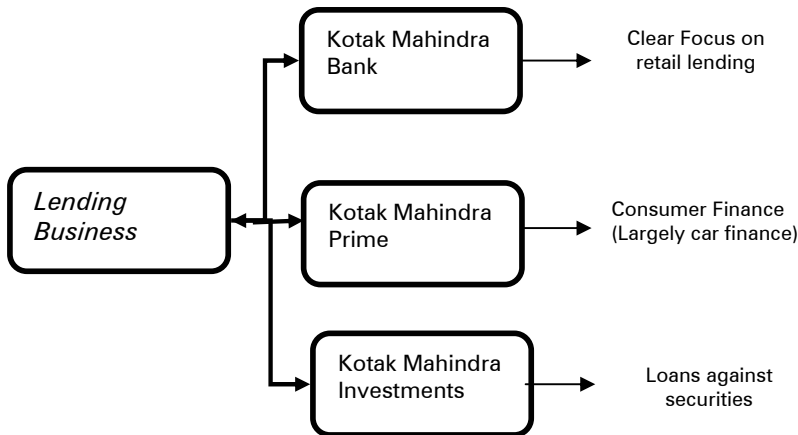 Kotak Mahindra
Bank
Clear Focus on
retail lending
Lending
Business
Kotak Mahindra
Prime
Consumer Finance
(Largely car finance)
Kotak Mahindra
Investments
Loans against
securities